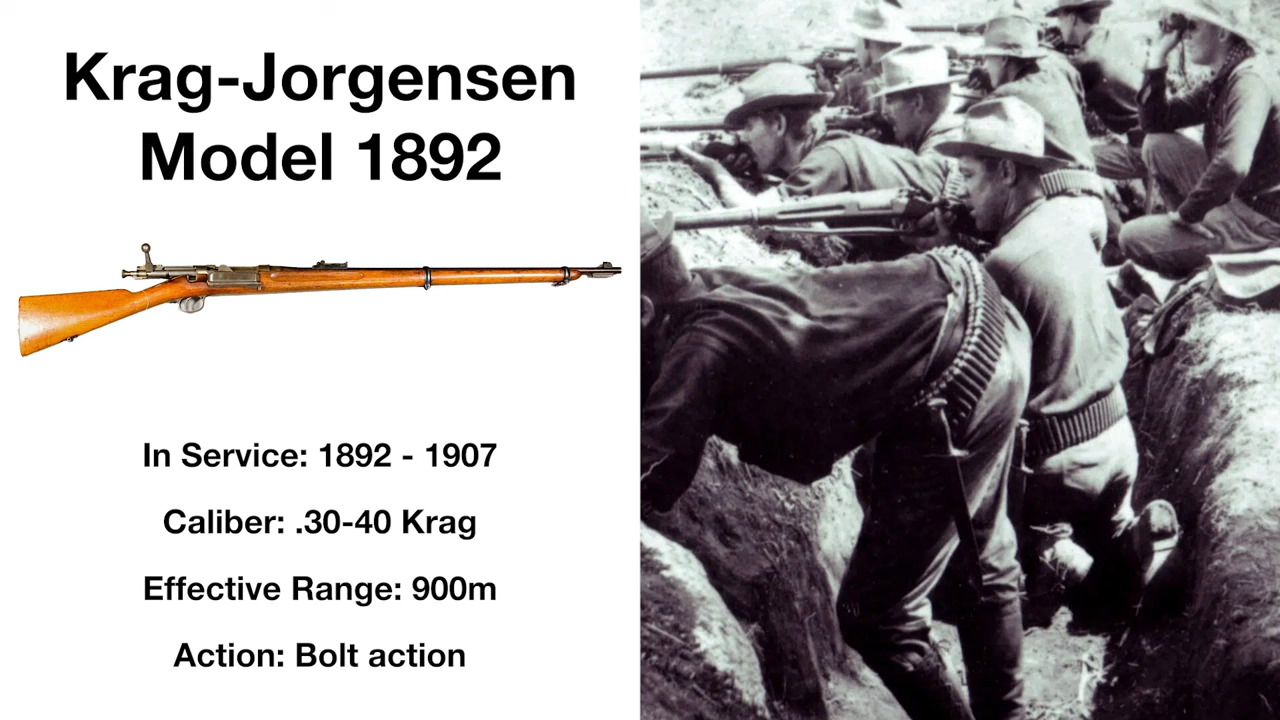 Krag-Jorgensen
Model 1892
In Service: 1892 - 1907
Caliber: .30-40 Krag
Effective Range: 900m
Action: Bolt action